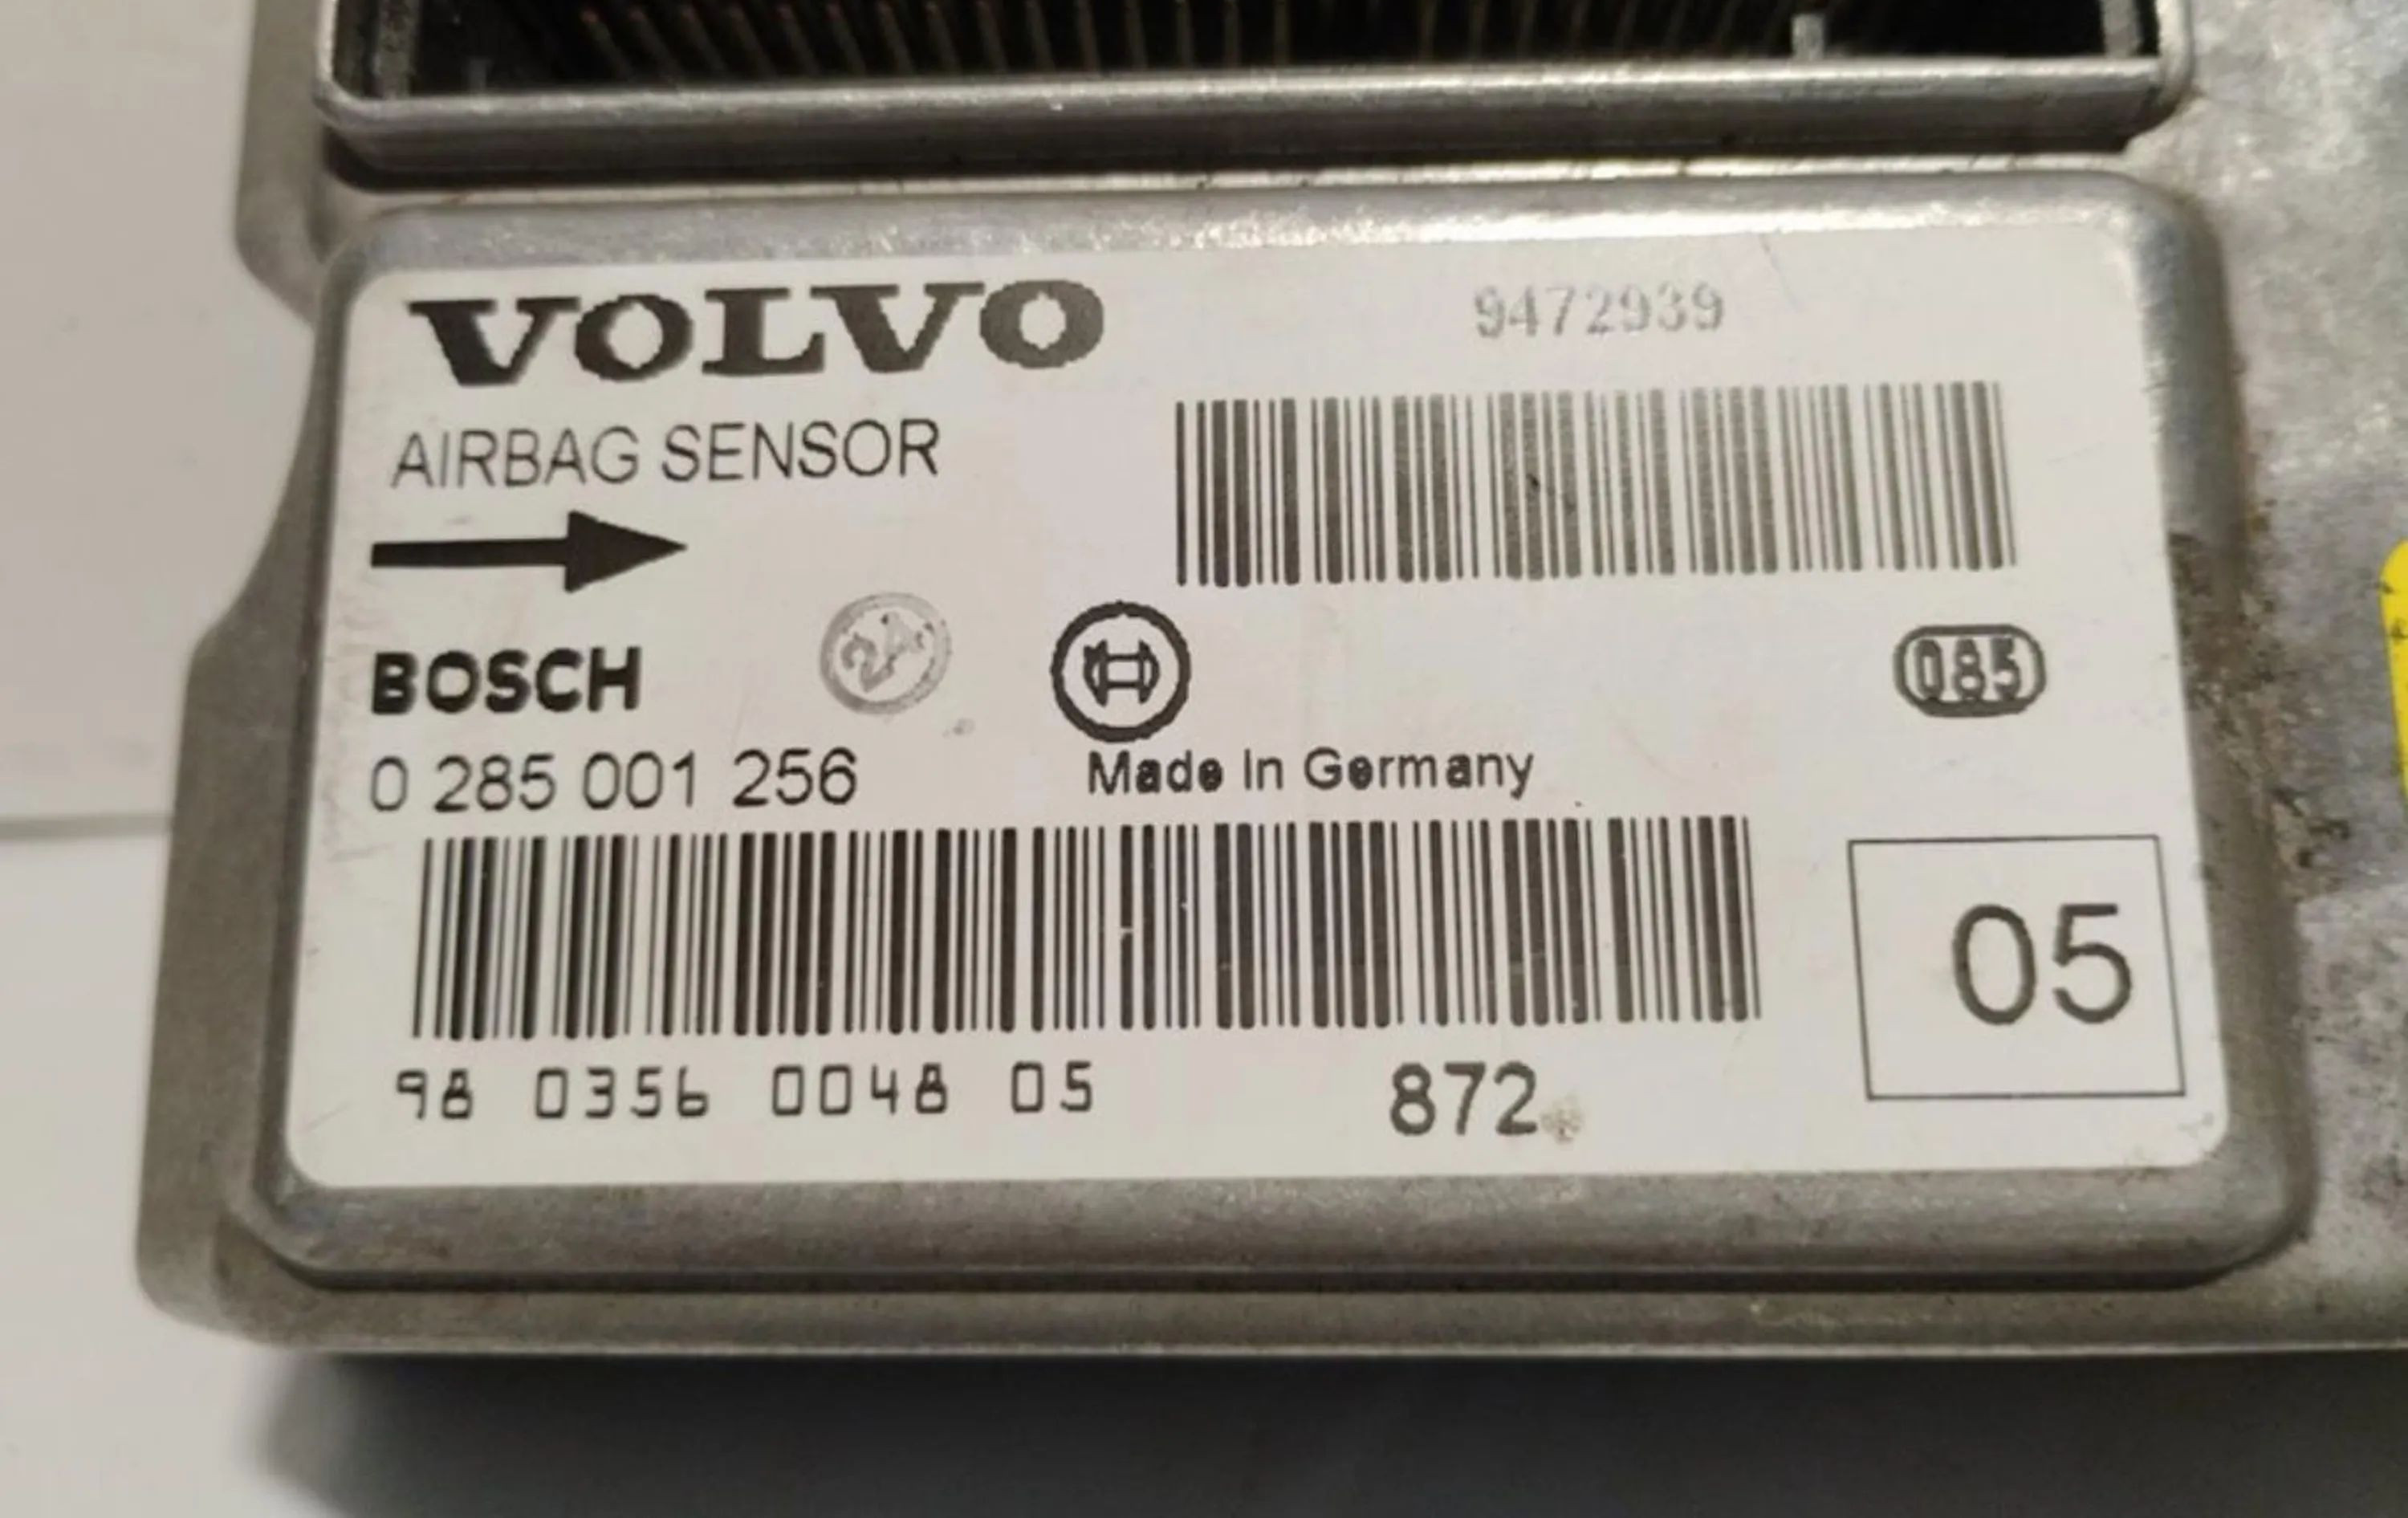 VOLVO
9472939
AIRBAG SENSOR
BOSCH
24
085
0 285 001 256
Made In Germany
05
98 0356 0048 05
872